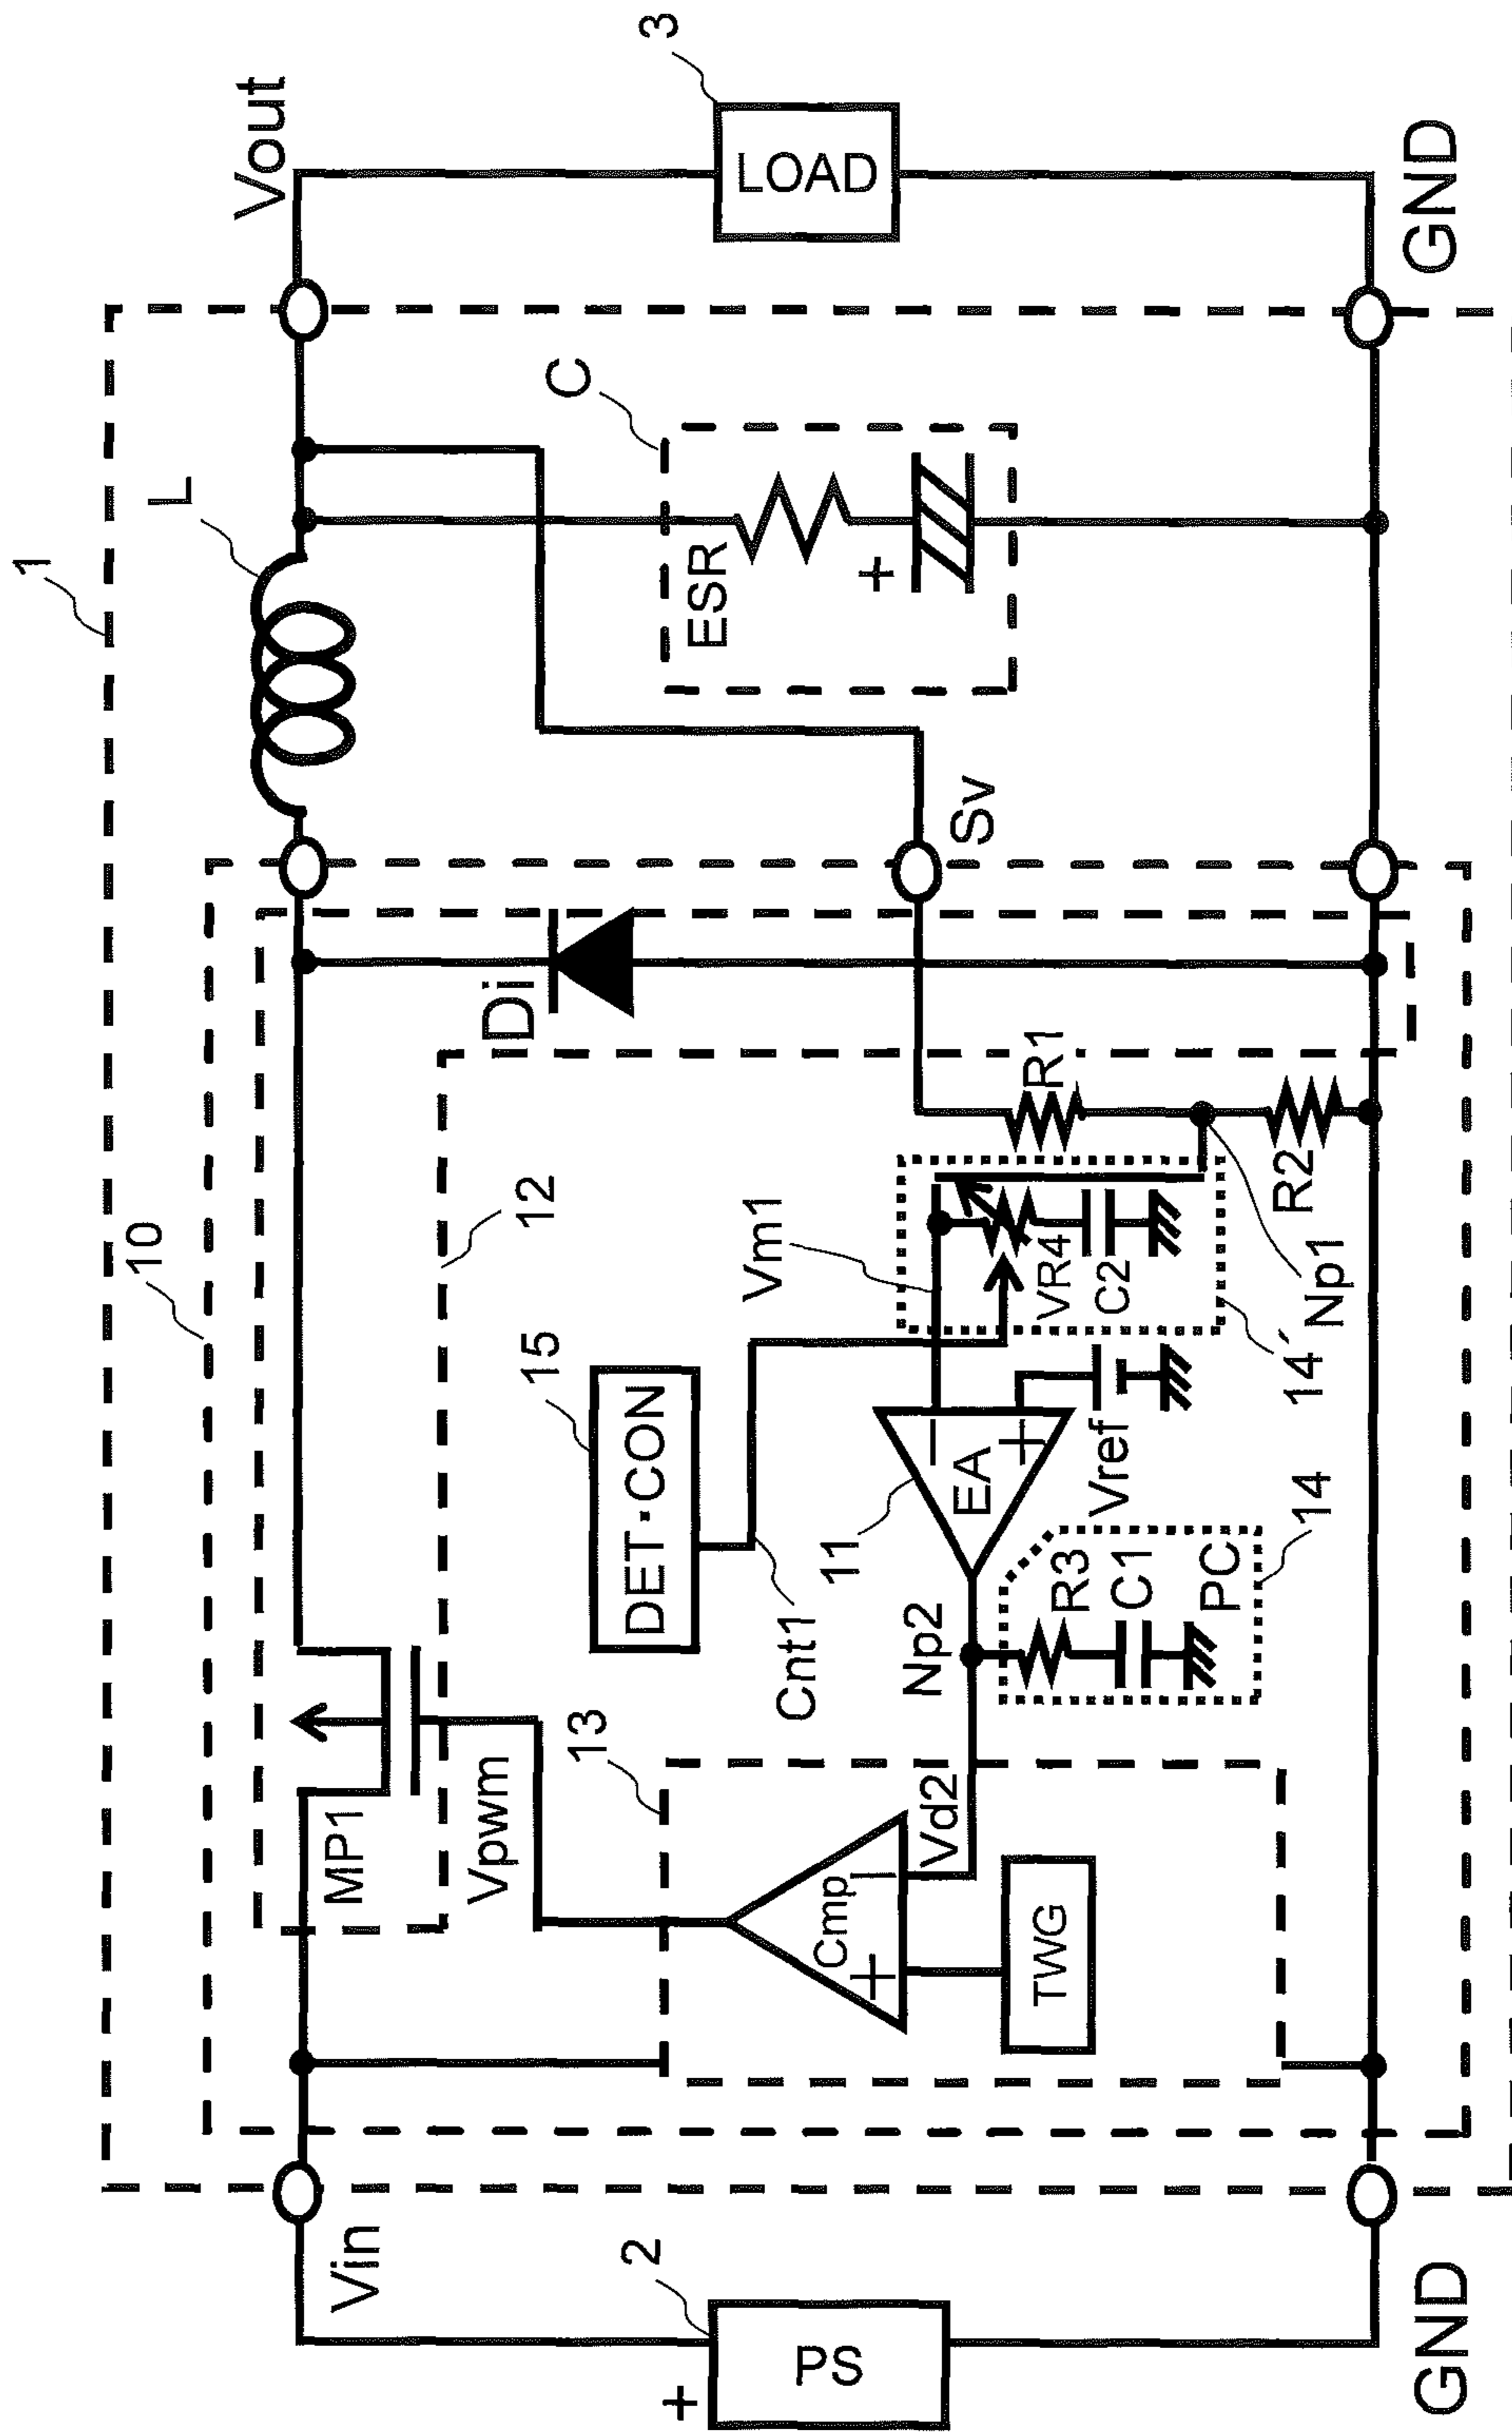 1
10
L
Vout
Vin
MP1
12
Di
C
3
2
+
PS
Vpwm
13
DET·CON
15
ESR
+
LOAD
Cnt1
Vm1
Sv
Cmp
+
−
Vd2
Np2
11
EA
−
+
VR4
C2
R1
TWG
R3
C1
PC
Vref
14
14´
Np1
R2
GND
GND